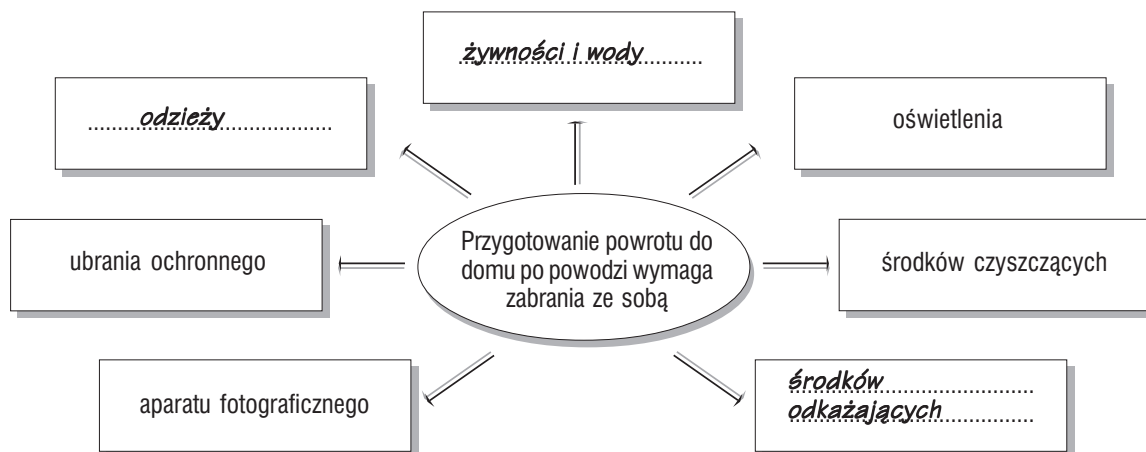 żywności i wody
odzieży
oświetlenia
ubrania ochronnego
Przygotowanie powrotu do
domu po powodzi wymaga
zabrania ze sobą
środków czyszczących
aparatu fotograficznego
środków
odkażających